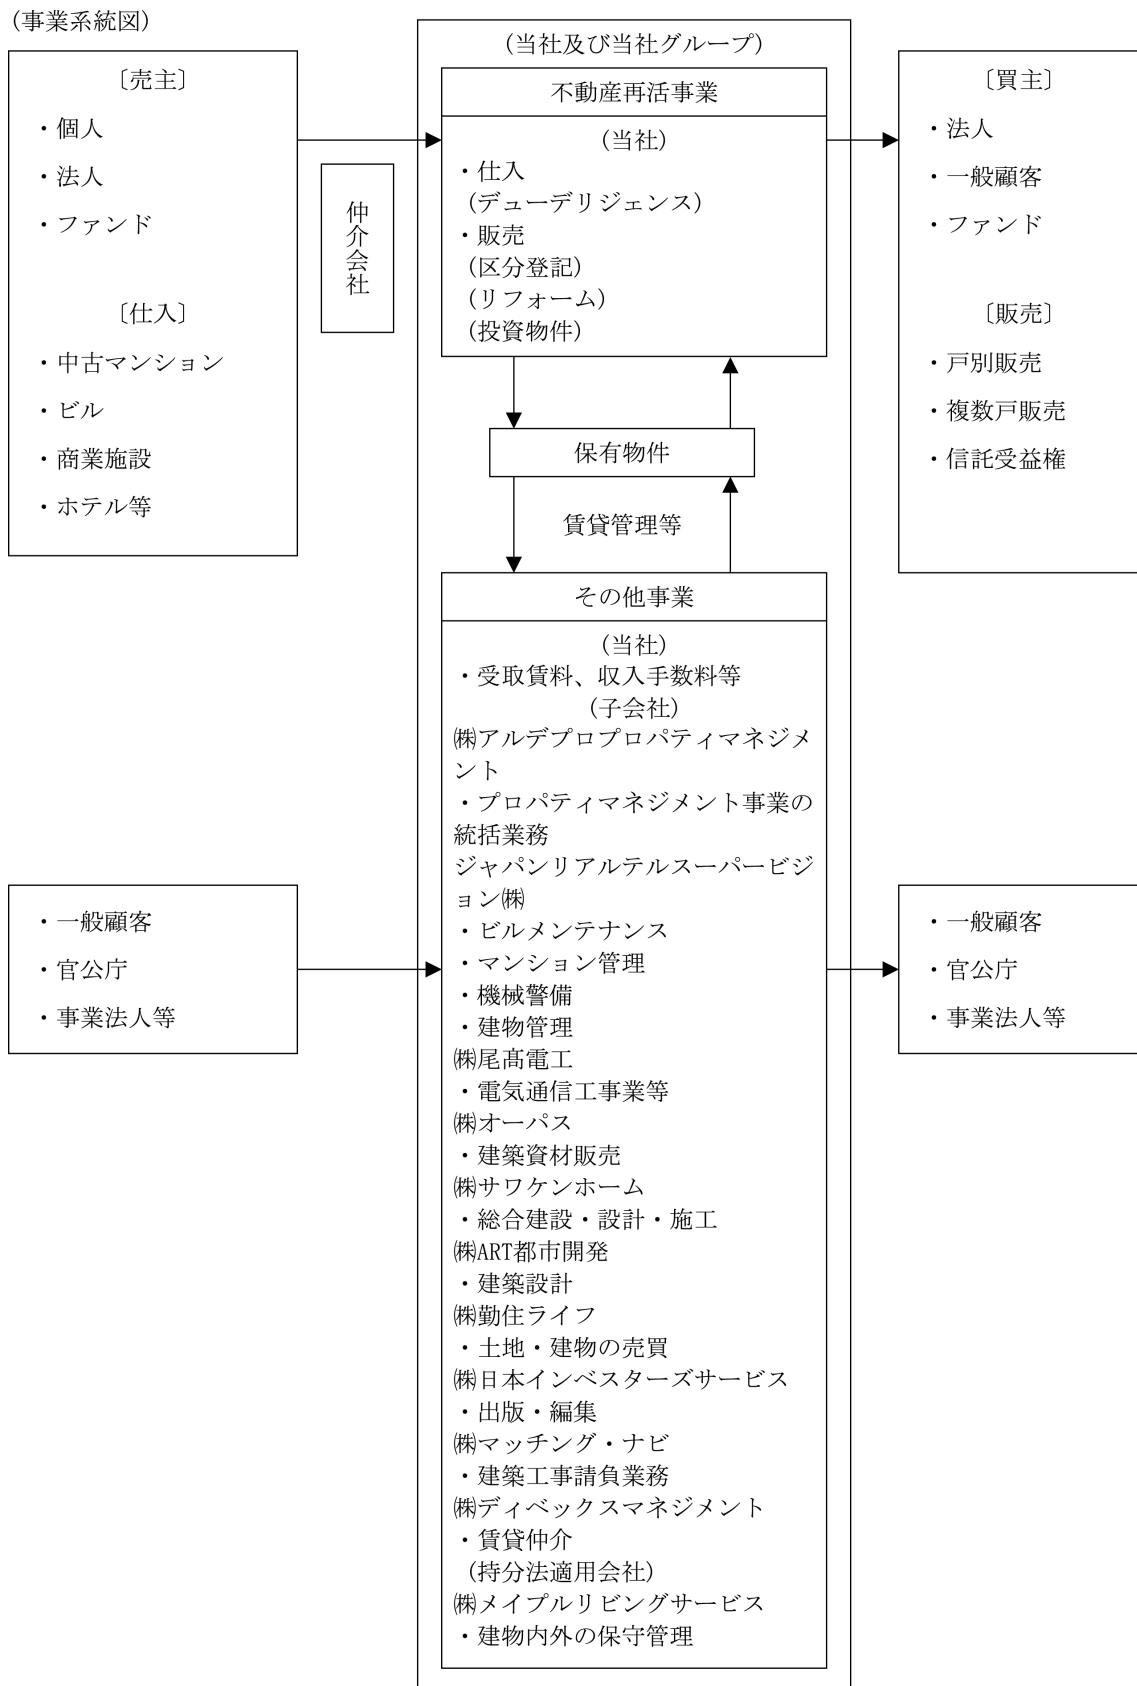 (事業系統図)
〔売主〕
・個人
・法人
・ファンド
〔仕入〕
・中古マンション
・ビル
・商業施設
・ホテル等
仲介会社
(当社及び当社グループ)
不動産再活事業
(当社)
・仕入
(デューデリジェンス)
・販売
(区分登記)
(リフォーム)
(投資物件)
保有物件
賃貸管理等
〔買主〕
・法人
・一般顧客
・ファンド
〔販売〕
・戸別販売
・複数戸販売
・信託受益権
その他事業
(当社)
・受取賃料、収入手数料等
(子会社)
㈱アルデプロプロパティマネジメ
ント
・プロパティマネジメント事業の
統括業務
ジャパンリアルテルスーパービジ
ョン㈱
・ビルメンテナンス
・マンション管理
・機械警備
・建物管理
㈱尾髙電工
・電気通信工事業等
㈱オーパス
・建築資材販売
㈱サワケンホーム
・総合建設・設計・施工
㈱ART都市開発
・建築設計
㈱勤住ライフ
・土地・建物の売買
㈱日本インベスターズサービス
・出版・編集
㈱マッチング・ナビ
・建築工事請負業務
㈱ディベックスマネジメント
・賃貸仲介
(持分法適用会社)
㈱メイプルリビングサービス
・建物内外の保守管理
・一般顧客
・官公庁
・事業法人等
・一般顧客
・官公庁
・事業法人等